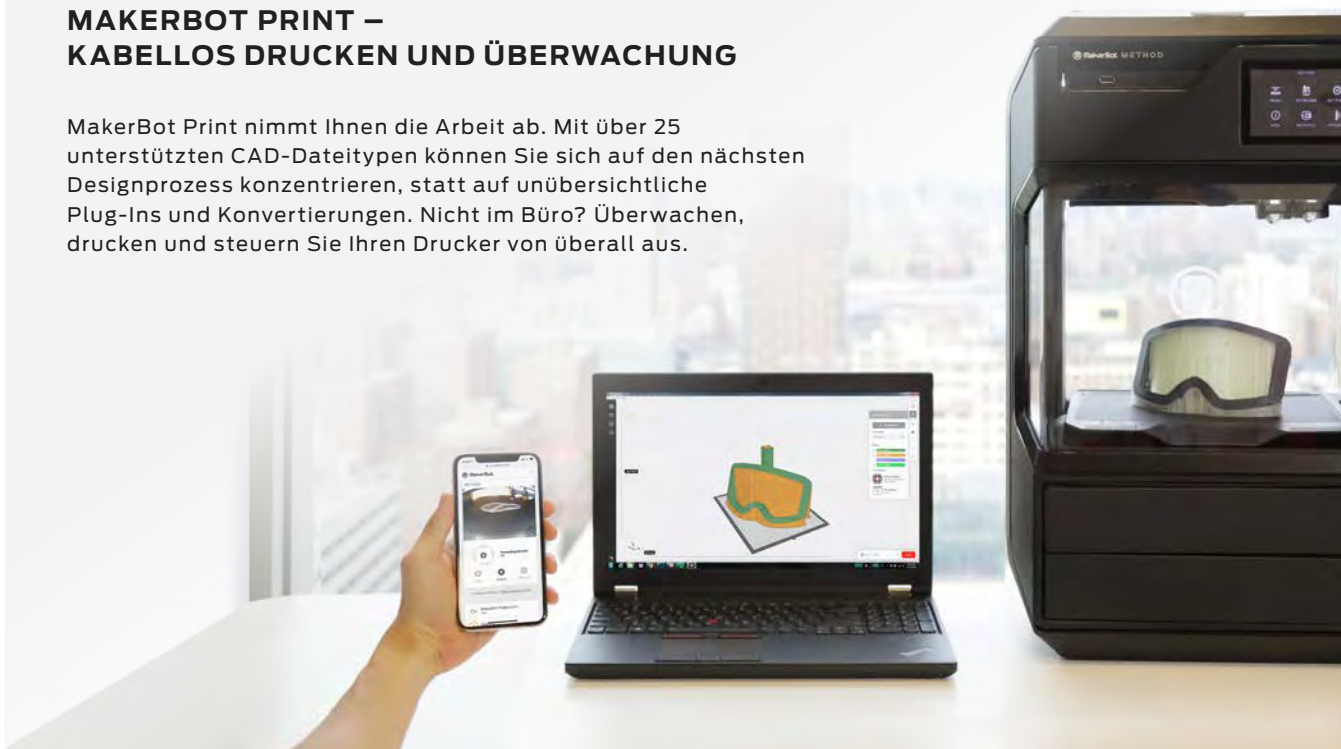 MAKERBOT PRINT –
KABELLOS DRUCKEN UND ÜBERWACHUNG
MakerBot Print nimmt Ihnen die Arbeit ab. Mit über 25
unterstützten CAD-Dateitypen können Sie sich auf den nächsten
Designprozess konzentrieren, statt auf unübersichtliche
Plug-Ins und Konvertierungen. Nicht im Büro? Überwachen,
drucken und steuern Sie Ihren Drucker von überall aus.
MakerBot METHOD
MakerBot